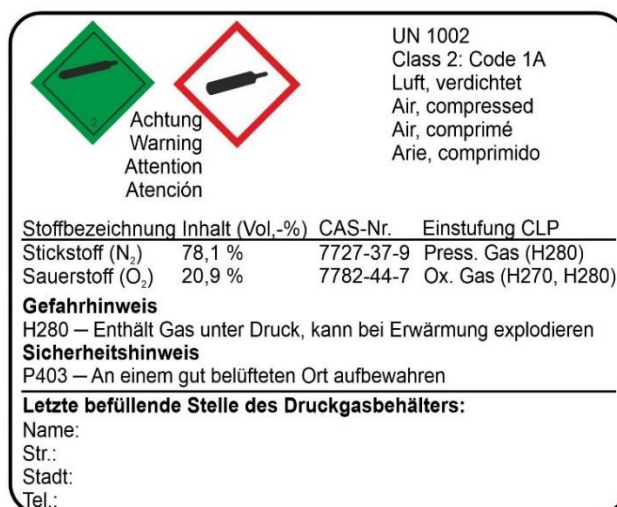 2
Achtung
Warning
Attention
Atención
UN 1002
Class 2: Code 1A
Luft, verdichtet
Air, compressed
Air, comprimé
Arie, comprimido
Stoffbezeichnung Inhalt (Vol,-%) CAS-Nr. Einstufung CLP
Stickstoff (N₂) 78,1 % 7727-37-9 Press. Gas (H280)
Sauerstoff (O₂) 20,9 % 7782-44-7 Ox. Gas (H270, H280)
Gefahrhinweis
H280 — Enthält Gas unter Druck, kann bei Erwärmung explodieren
Sicherheitshinweis
P403 — An einem gut belüfteten Ort aufbewahren
Letzte befüllende Stelle des Druckgasbehälters:
Name:
Str.:
Stadt:
Tel.: